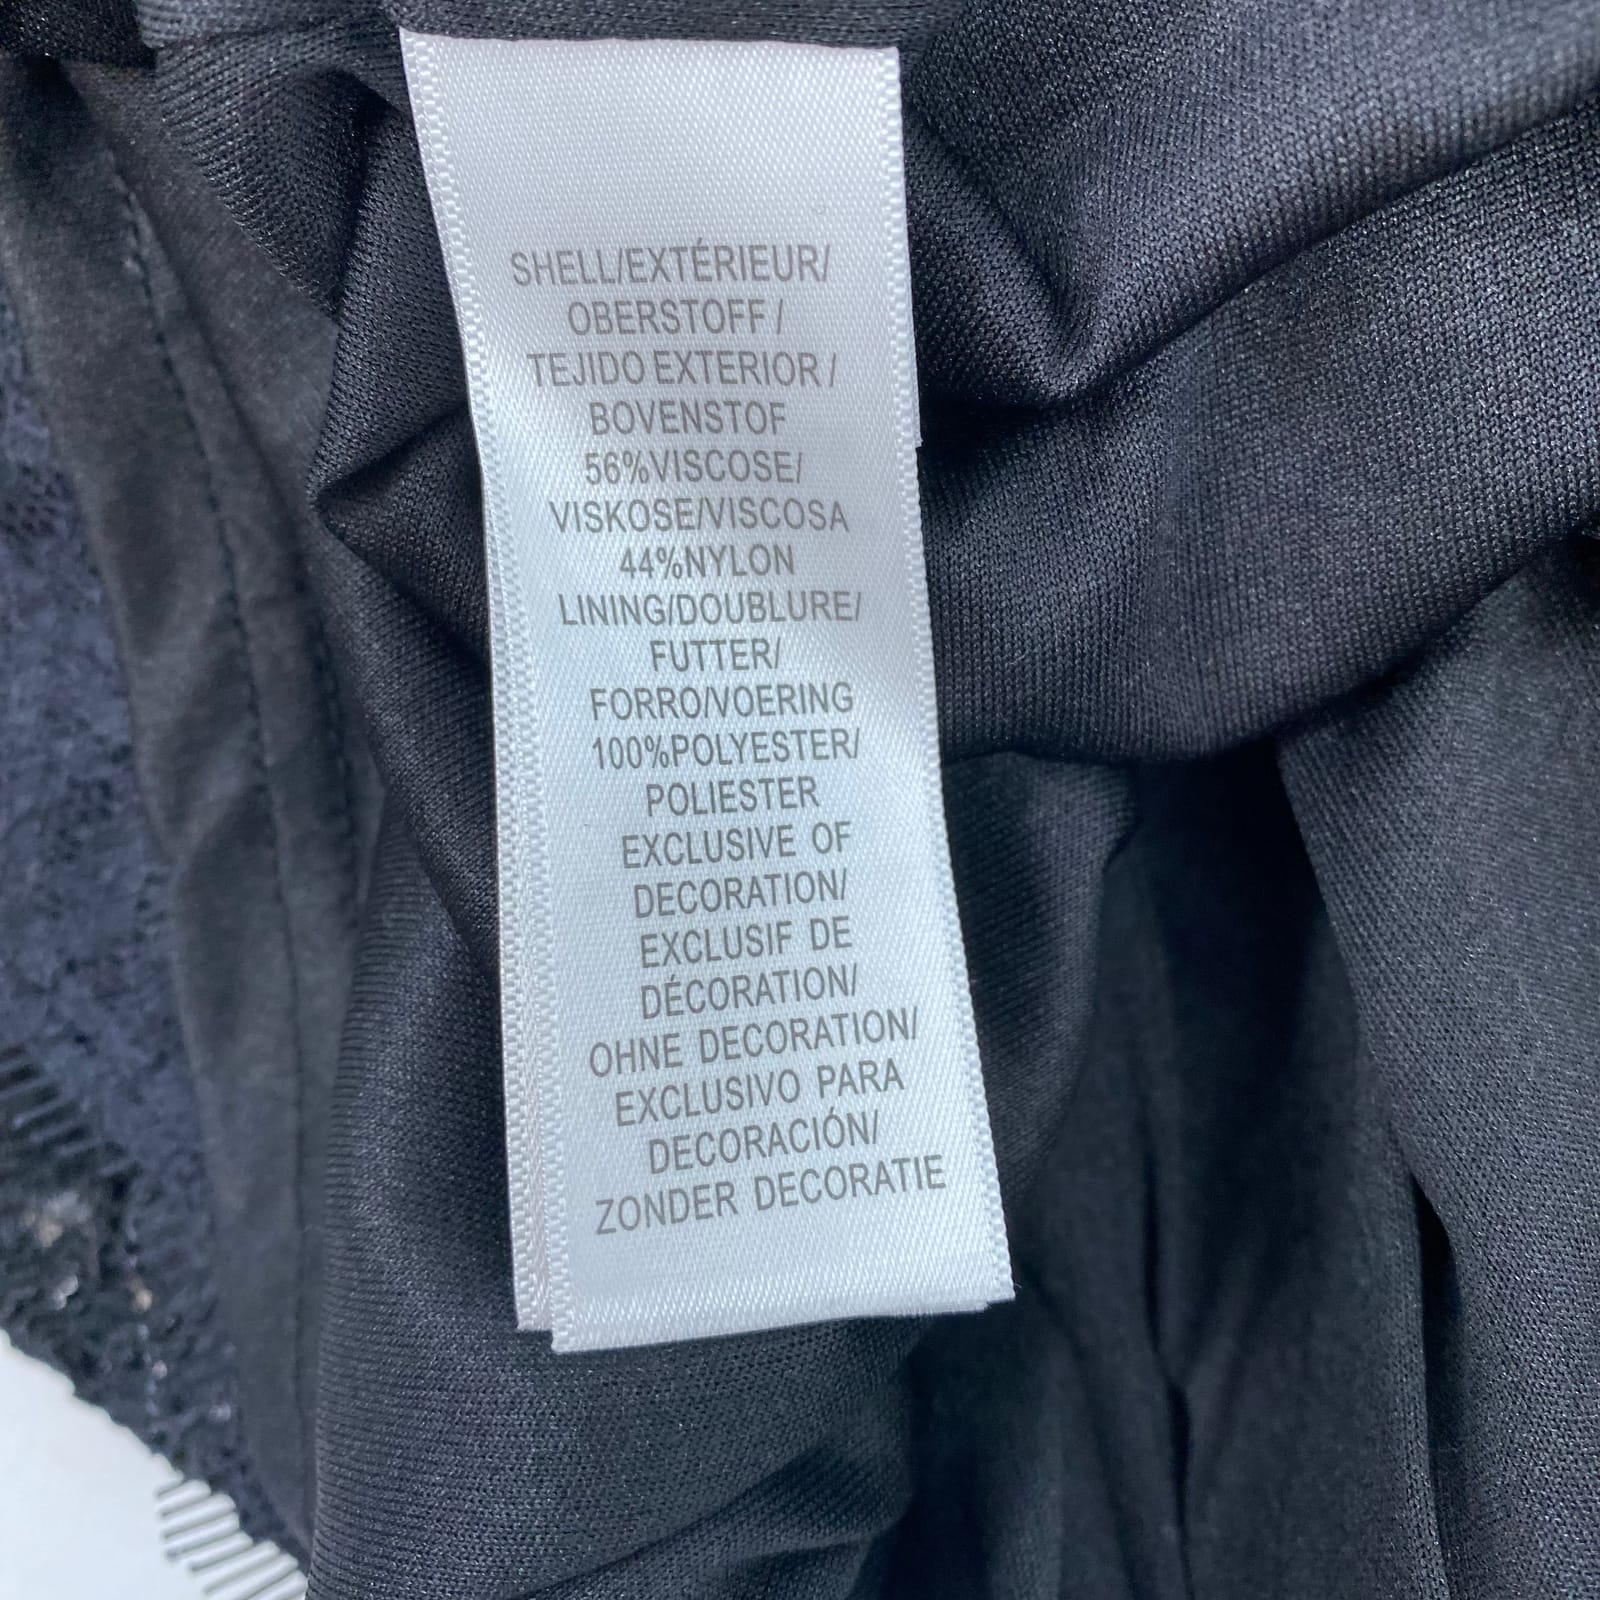 SHELL/EXTÉRIEUR/
OBERSTOFF /
TEJIDO EXTERIOR /
BOVENSTOF
56%VISCOSE/
VISKOSE/VISCOSA
44%NYLON
LINING/DOUBLURE/
FUTTER/
FORRO/VOERING
100%POLYESTER/
POLIESTER
EXCLUSIVE OF
DECORATION/
EXCLUSIF DE
DÉCORATION/
OHNE DECORATION/
EXCLUSIVO PARA
DECORACIÓN/
ZONDER DECORATIE